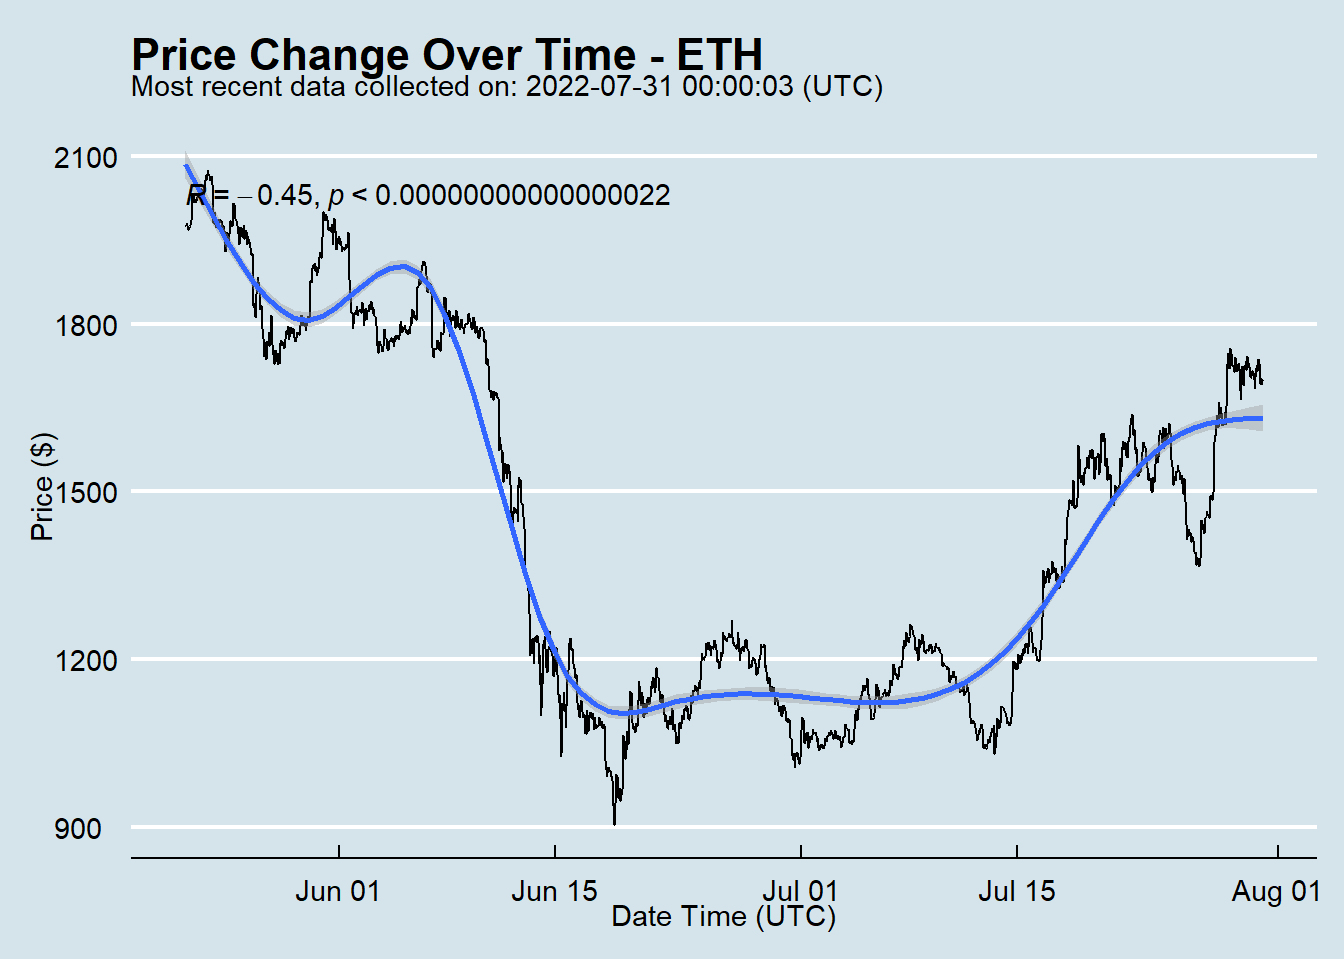 Price Change Over Time - ETH
Most recent data collected on: 2022-07-31 00:00:03 (UTC)
R = −0.45, p < 0.00000000000000022
2100
1800
1500
1200
900
Price ($)
Jun 01 Jun 15 Jul 01 Jul 15 Aug 01
Date Time (UTC)